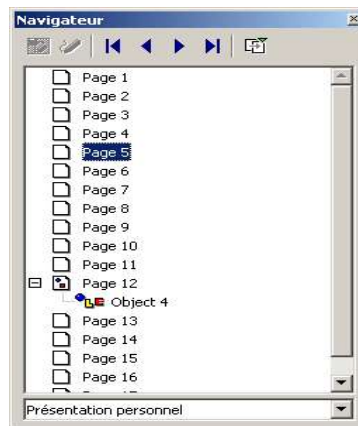 Navigateur
Page 1
Page 2
Page 3
Page 4
Page 5
Page 6
Page 7
Page 8
Page 9
Page 10
Page 11
Page 12
Object 4
Page 13
Page 14
Page 15
Page 16
Présentation personnel